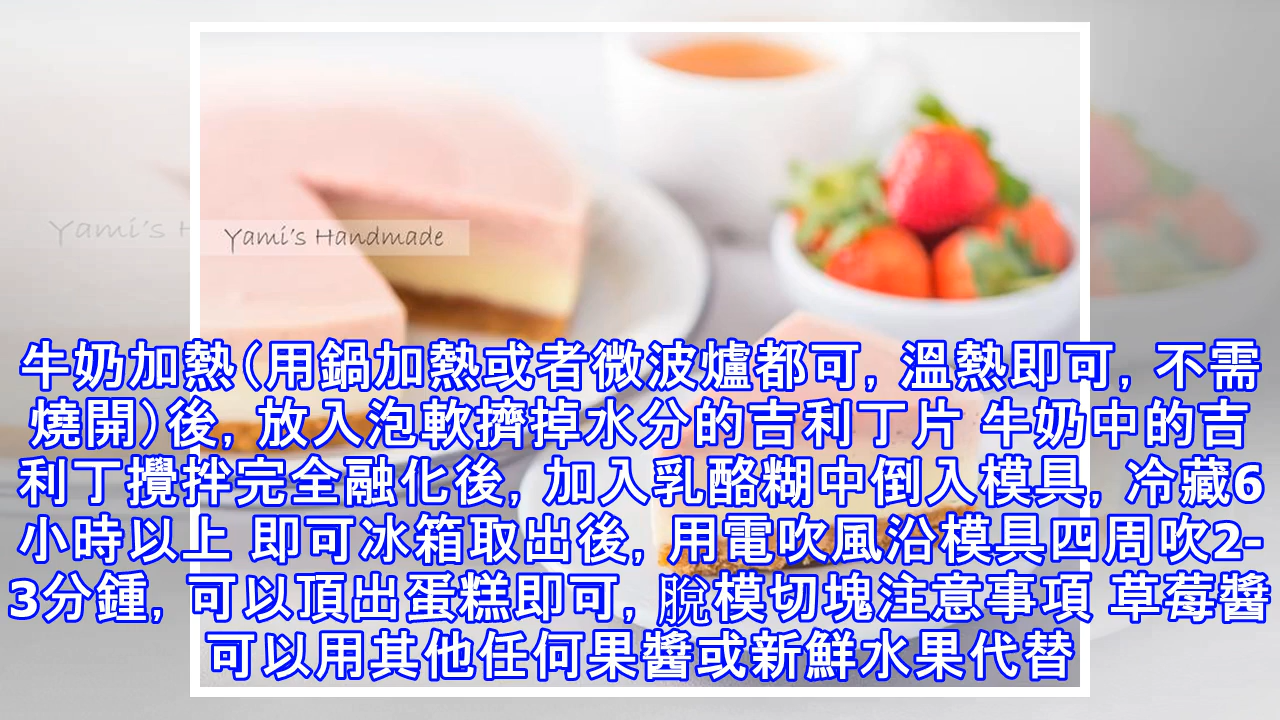 Yami's H
Yami's Handmade
牛奶加熱(用鍋加熱或者微波爐都可, 溫熱即可, 不需
燒開)後, 放入泡軟擠掉水分的吉利丁片 牛奶中的吉
利丁攪拌完全融化後, 加入乳酪糊中倒入模具, 冷藏6
小時以上 即可冰箱取出後, 用電吹風沿模具四周吹2-
3分鍾, 可以頂出蛋糕即可, 脫模切塊注意事項 草莓醬
可以用其他任何果醬或新鮮水果代替